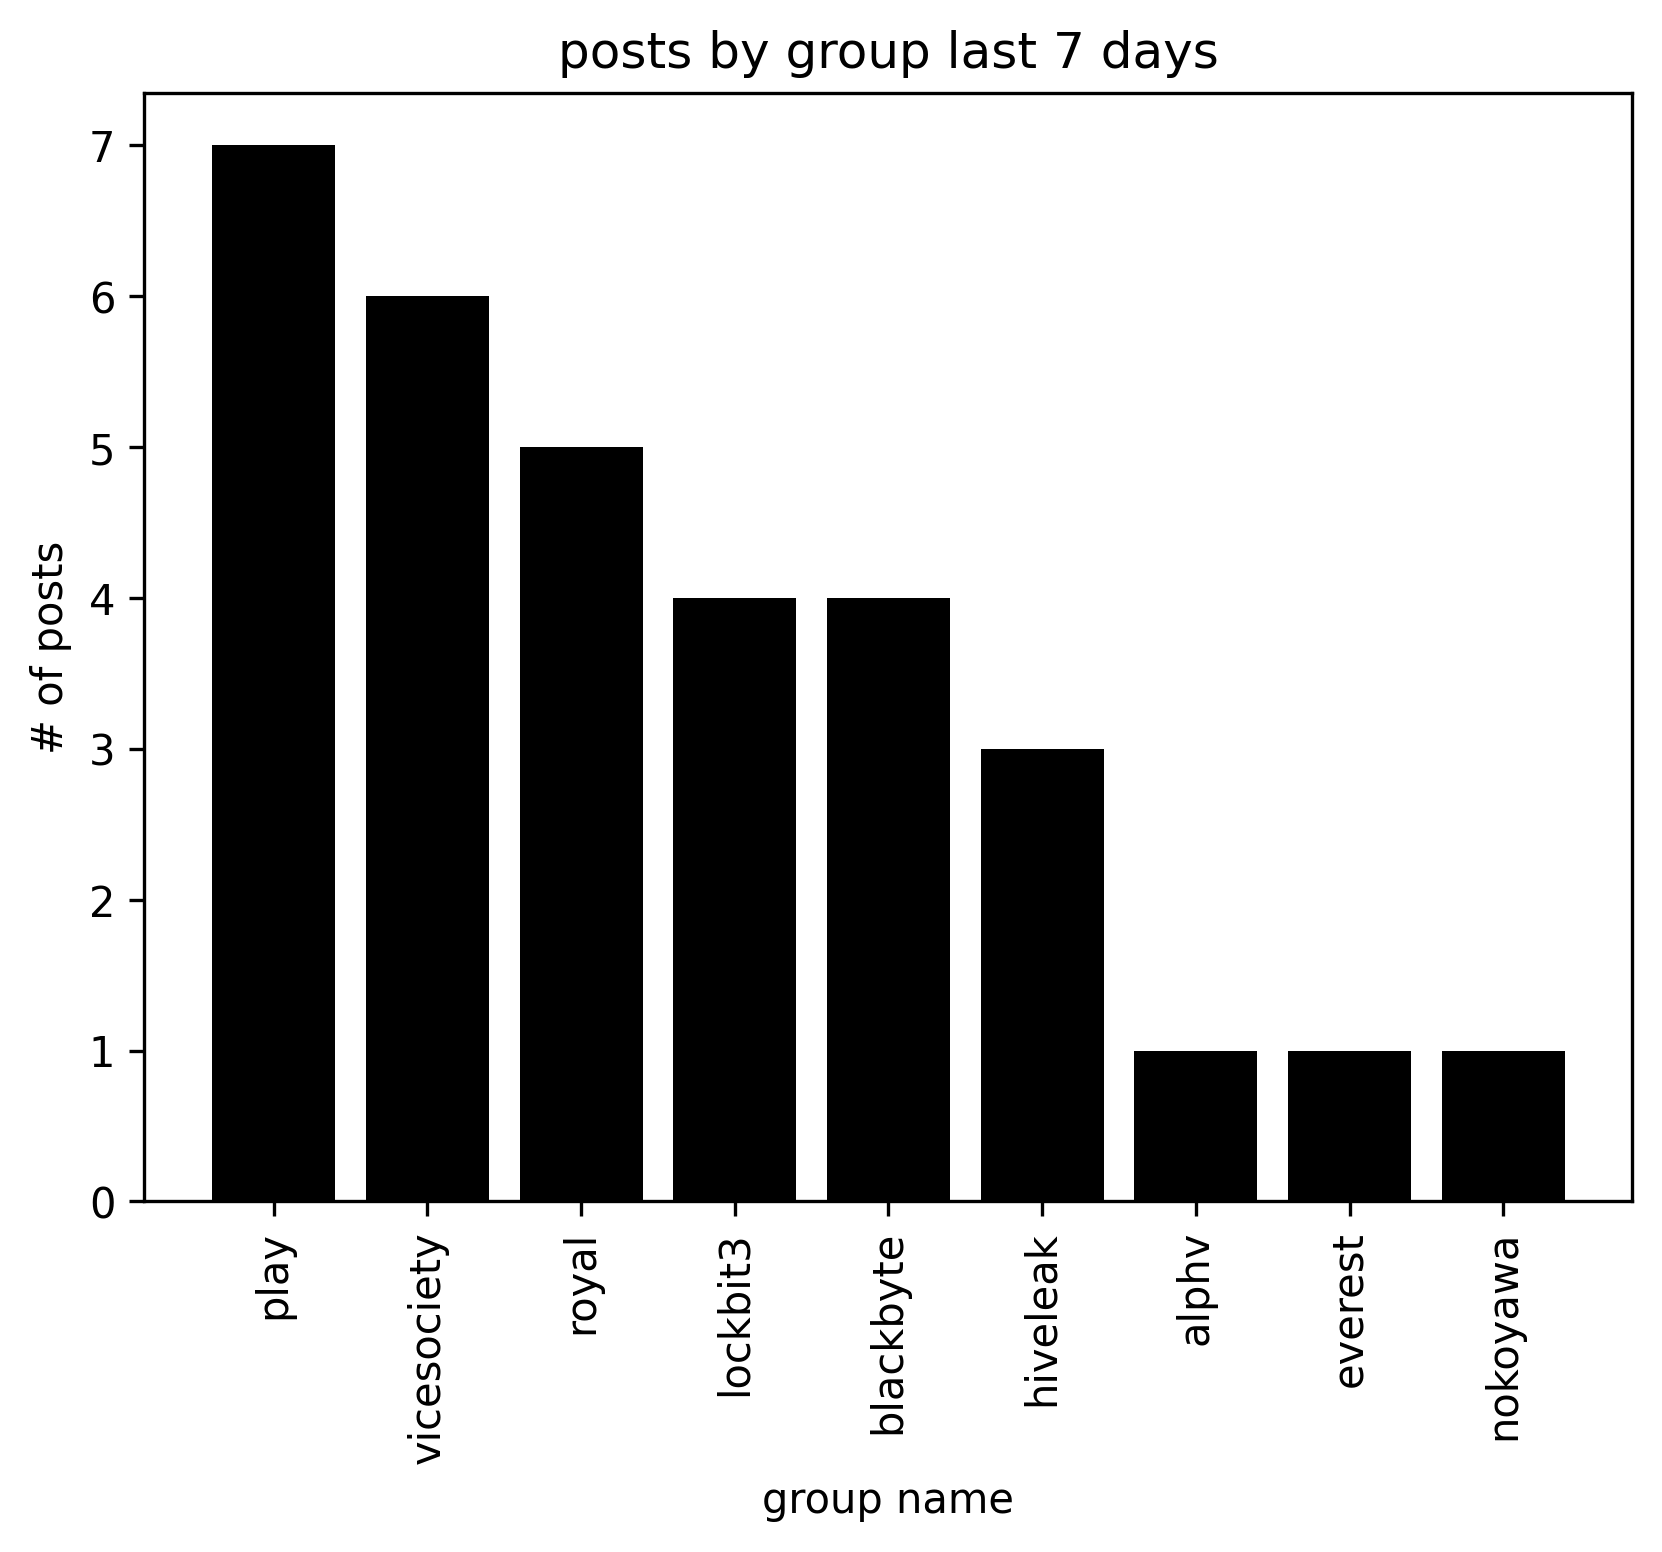 posts by group last 7 days
# of posts
7
6
5
4
3
2
1
0
play
vicesociety
royal
lockbit3
blackbyte
hiveleak
alphv
everest
nokoyawa
group name